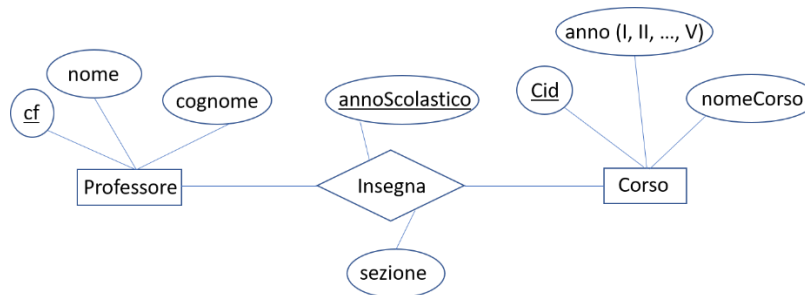 anno (I, II, ..., V)
nome
cognome
annoScolastico
Cid
nomeCorso
cf
Professore
Insegna
Corso
sezione